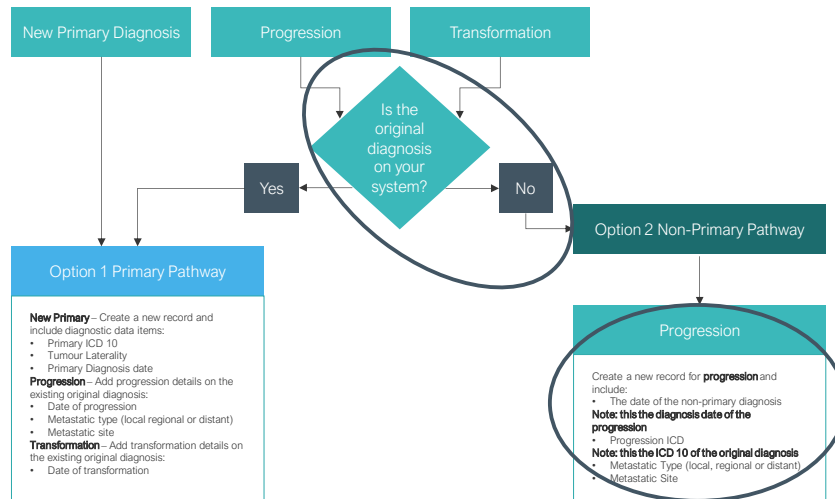 New Primary Diagnosis
Progression
Transformation
Is the
original
diagnosis
on your
system?
Yes
No
Option 2 Non-Primary Pathway
Option 1 Primary Pathway
New Primary – Create a new record and
include diagnostic data items:
• Primary ICD 10
• Tumour Laterality
• Primary Diagnosis date
Progression – Add progression details on the
existing original diagnosis:
• Date of progression
• Metastatic type (local regional or distant)
• Metastatic site
Transformation – Add transformation details on
the existing original diagnosis:
• Date of transformation
Progression
Create a new record for progression and
include:
• The date of the non-primary diagnosis
Note: this the diagnosis date of the
progression
• Progression ICD
Note: this the ICD 10 of the original diagnosis
• Metastatic Type (local, regional or distant)
• Metastatic Site